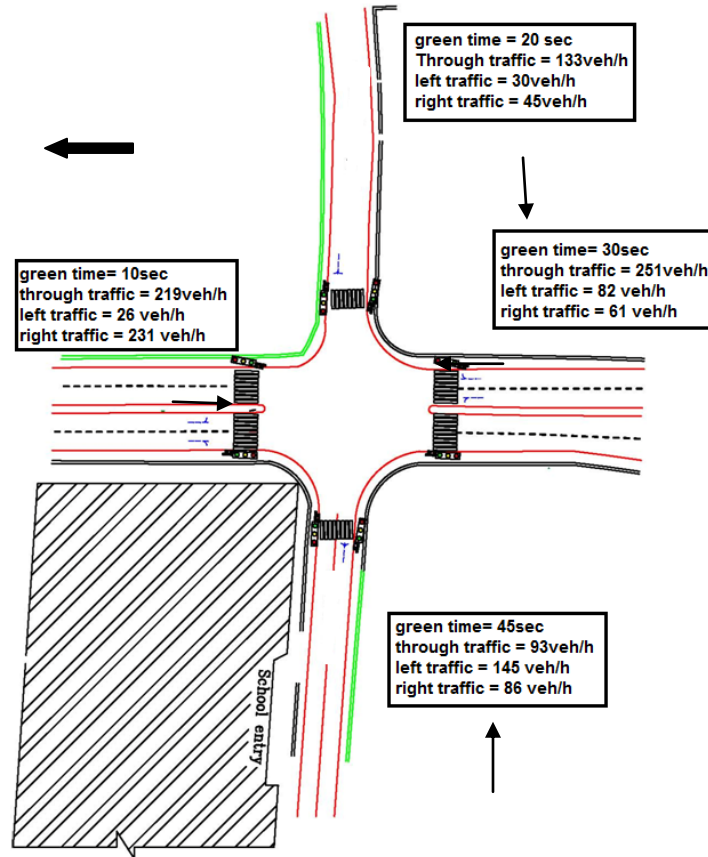 green time = 20 sec
Through traffic = 133veh/h
left traffic = 30veh/h
right traffic = 45veh/h
green time= 30sec
through traffic = 251veh/h
left traffic = 82 veh/h
right traffic = 61 veh/h
green time= 10sec
through traffic = 219veh/h
left traffic = 26 veh/h
right traffic = 231 veh/h
green time= 45sec
through traffic = 93veh/h
left traffic = 145 veh/h
right traffic = 86 veh/h
School entry